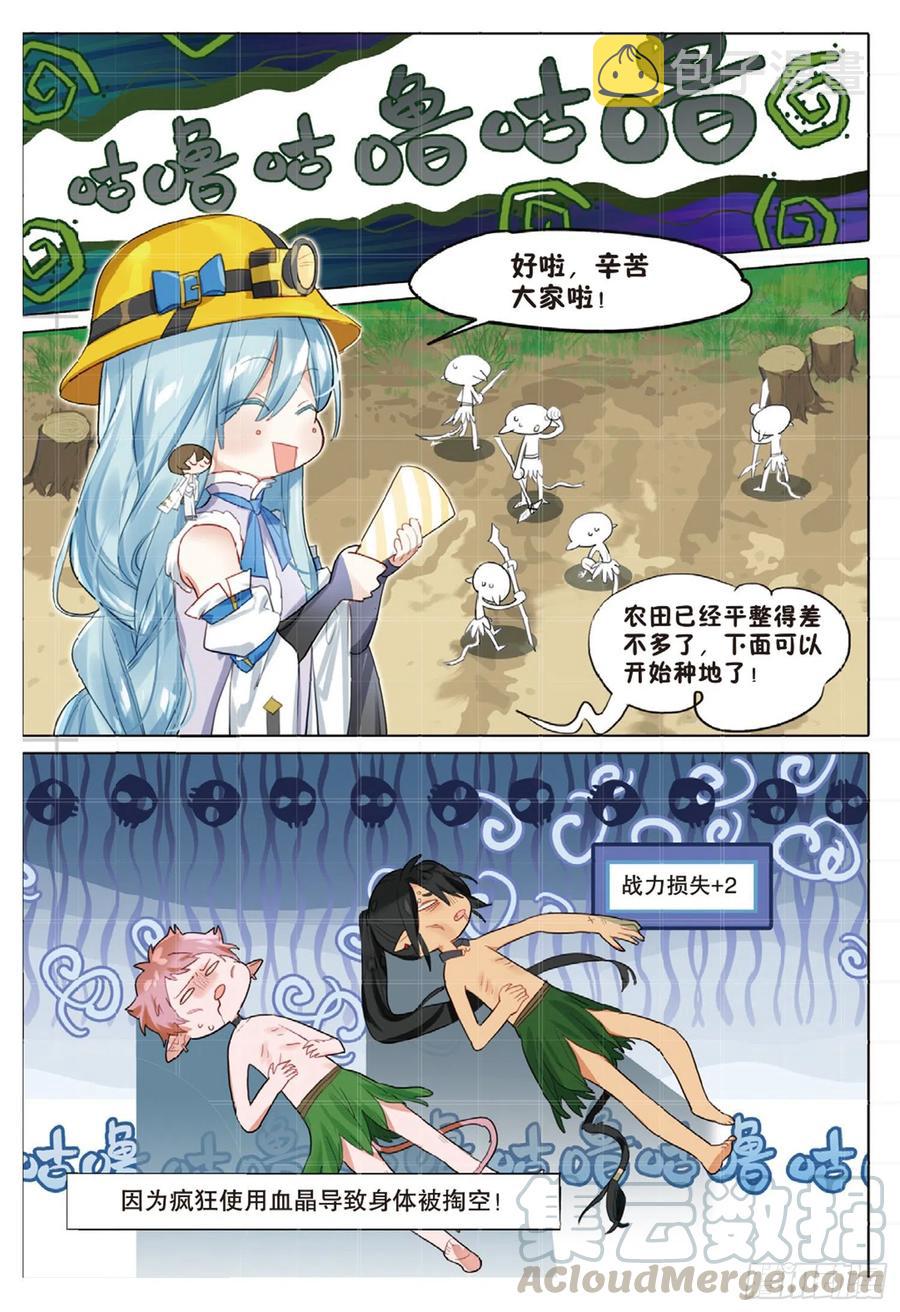 包子漫畫
咕噜咕噜咕噜
好啦，辛苦
大家啦！
农田已经平整得差
不多了，下面可以
开始种地了！
战力损失+2
咕噜 咕噜咕噜咕
因为疯狂使用血晶导致身体被掏空！
集云数据
ACloudMerge.com